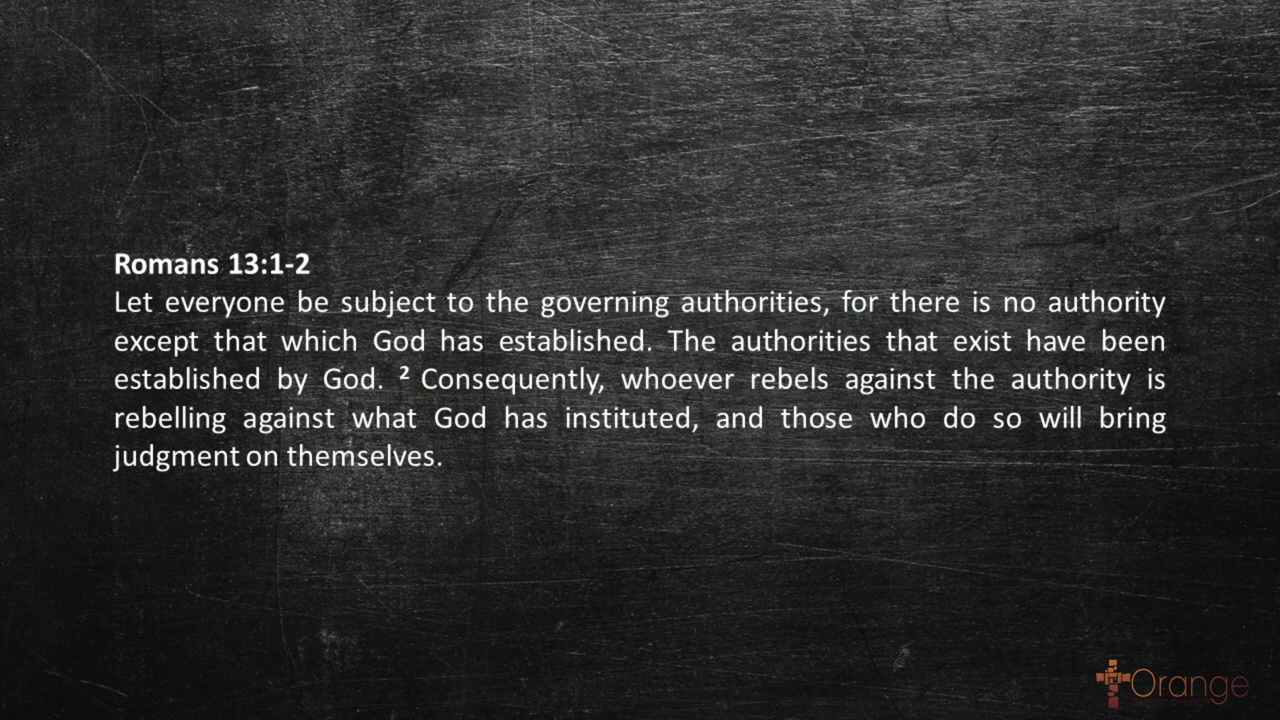 Romans 13:1-2
Let everyone be subject to the governing authorities, for there is no authority
except that which God has established. The authorities that exist have been
established by God. ² Consequently, whoever rebels against the authority is
rebelling against what God has instituted, and those who do so will bring
judgment on themselves.
Orange